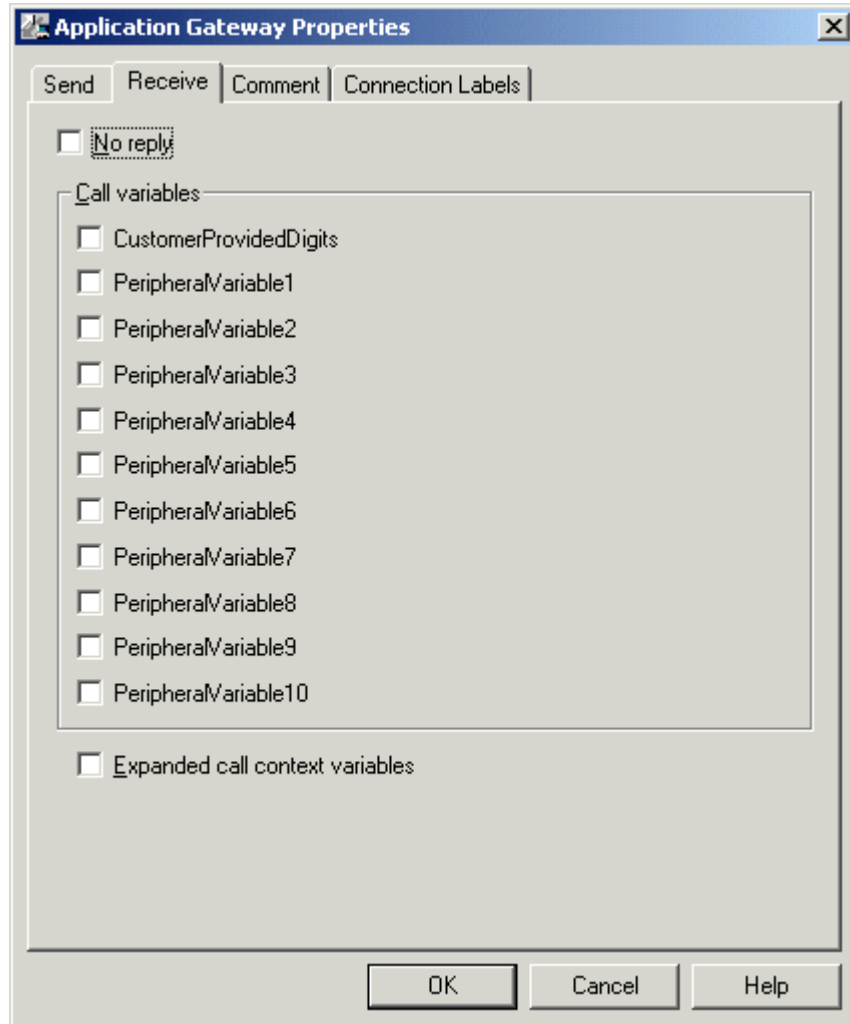 Application Gateway Properties
Send Receive Comment Connection Labels
No reply
Call variables
CustomerProvidedDigits
PeripheralVariable1
PeripheralVariable2
PeripheralVariable3
PeripheralVariable4
PeripheralVariable5
PeripheralVariable6
PeripheralVariable7
PeripheralVariable8
PeripheralVariable9
PeripheralVariable10
Expanded call context variables
OK Cancel Help